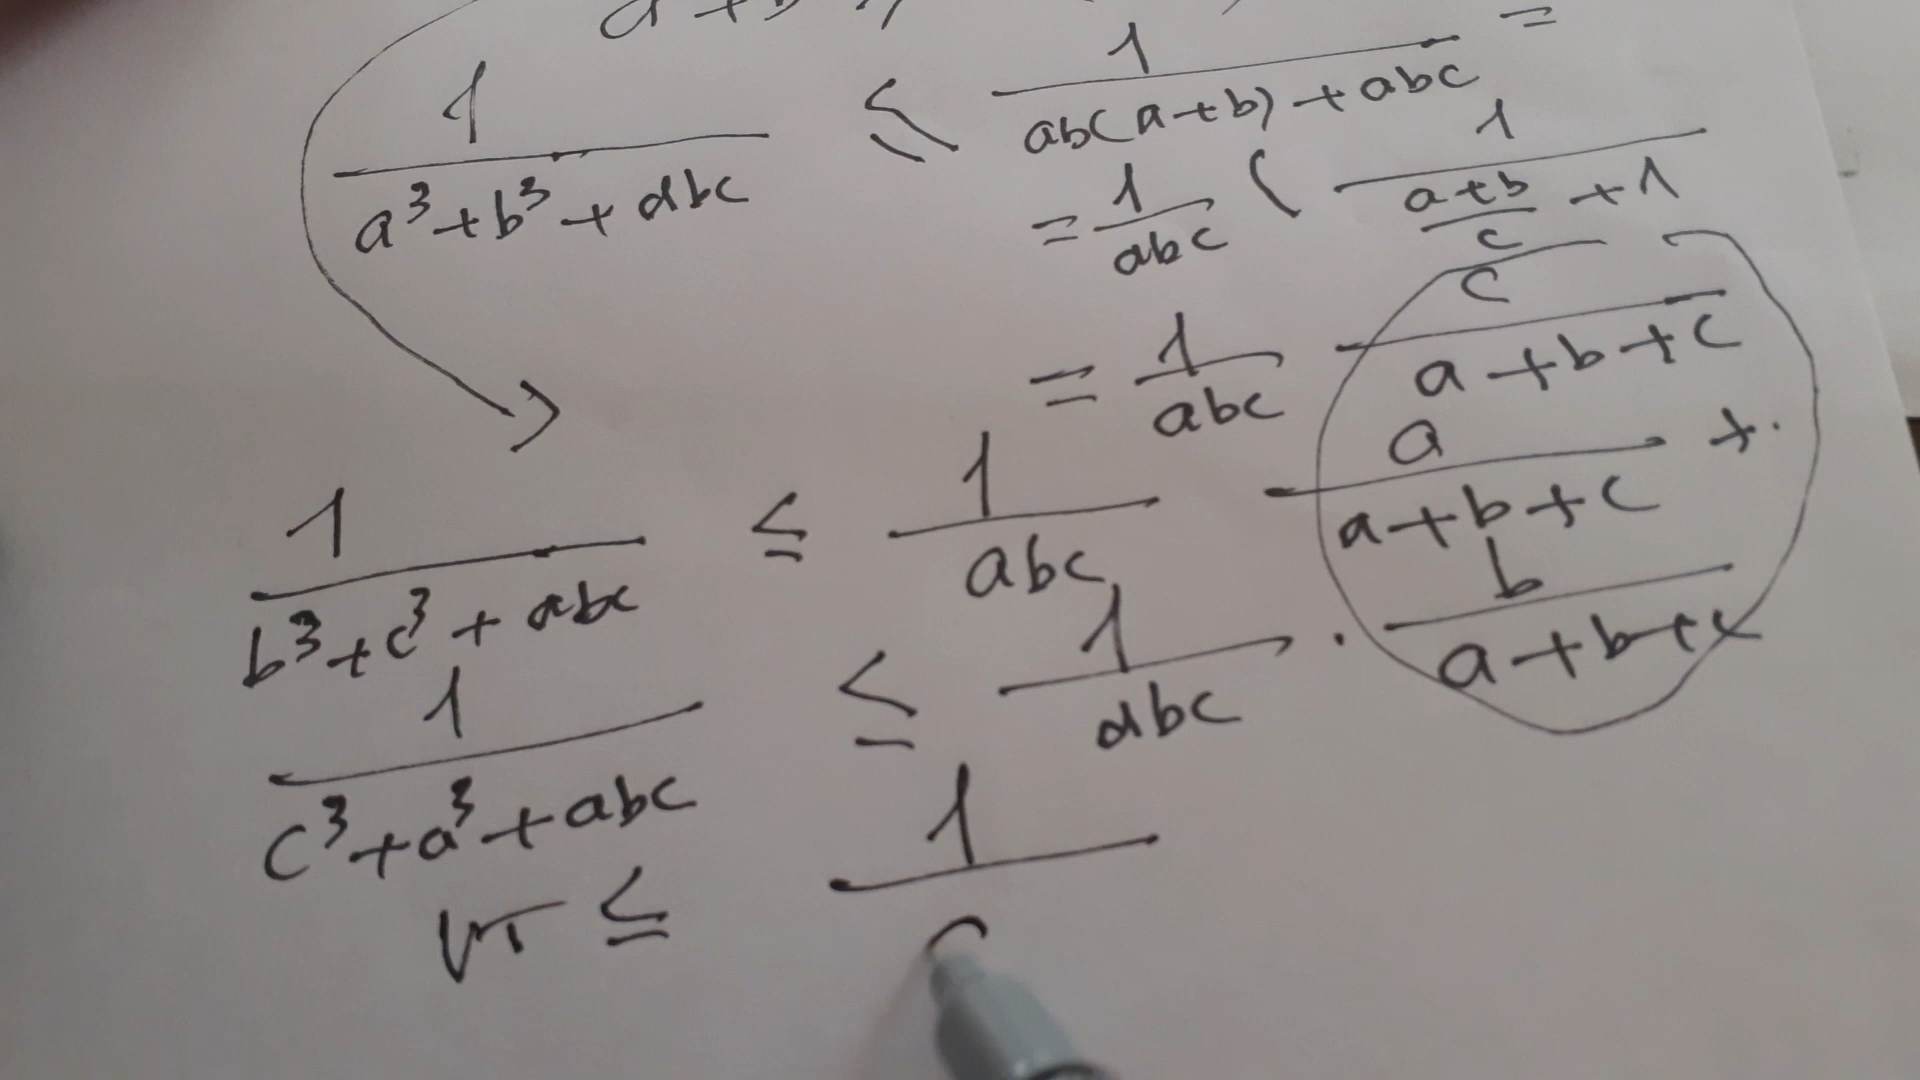 a+b
1/(a³+b³+abc) ≤ 1/(ab(a+b)+abc) =
= 1/abc ( 1/((a+b)/c + 1)
= 1/abc c/(a+b+c)
1/(b³+c³+abc) ≤ 1/abc a/(a+b+c) +.
1/(c³+a³+abc) ≤ 1/abc · b/(a+b+c)
VT ≤ 1/